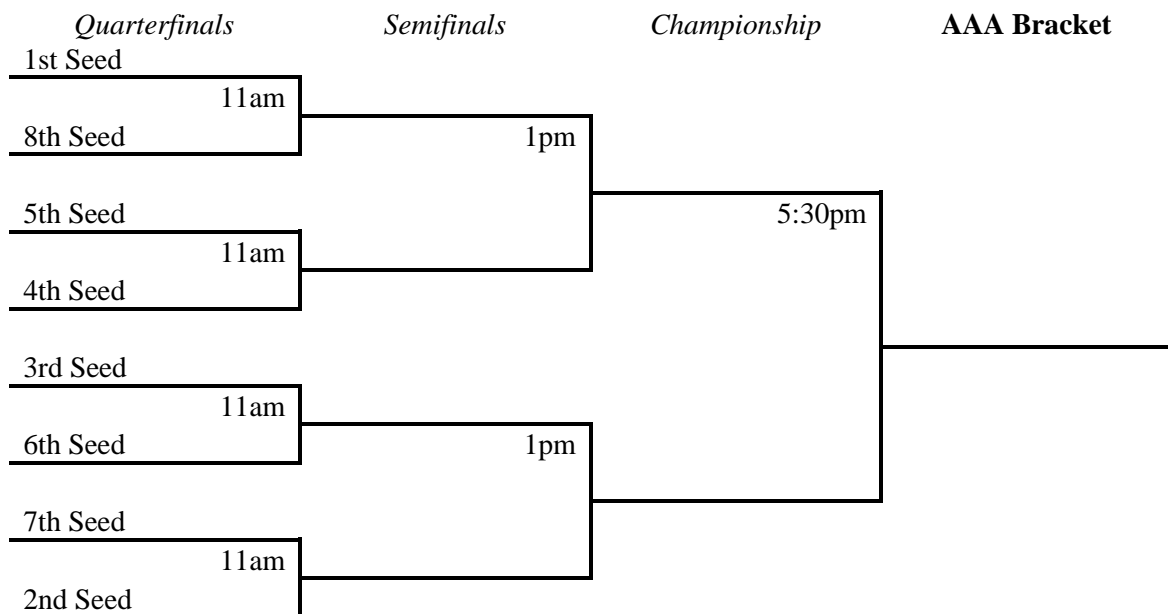 Quarterfinals Semifinals Championship AAA Bracket
1st Seed
11am
8th Seed
1pm
5th Seed
5:30pm
11am
4th Seed
3rd Seed
11am
6th Seed
1pm
7th Seed
11am
2nd Seed